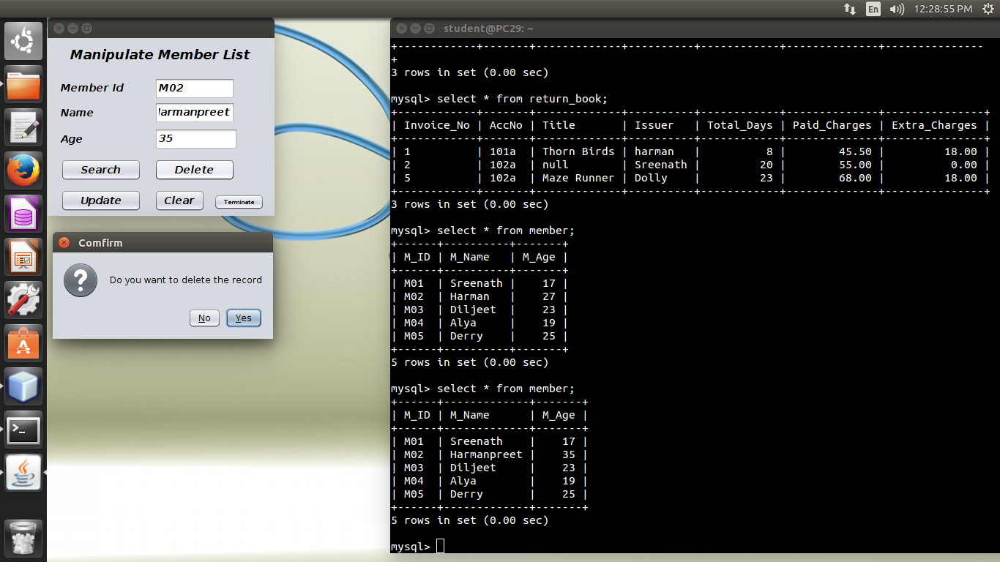 En 12:28:55 PM
Manipulate Member List
Member Id M02
Name Harmanpreet
Age 35
Search Delete
Update Clear Terminate
Comfirm
Do you want to delete the record
No Yes
student@PC29: ~
+------------+-------+-------------+----------+------------+---------------+---------------
+
3 rows in set (0.00 sec)
mysql> select * from return_book;
+------------+-------+-------------+----------+------------+---------------+---------------+
| Invoice_No | AccNo | Title       | Issuer   | Total_Days | Paid_Charges | Extra_Charges |
+------------+-------+-------------+----------+------------+--------------+---------------+
| 1          | 101a  | Thorn Birds | harman   |          8 |        45.50 |         18.00 |
| 2          | 102a  | null        | Sreenath |         20 |        55.00 |          0.00 |
| 5          | 102a  | Maze Runner | Dolly    |         23 |        68.00 |         18.00 |
+------------+-------+-------------+----------+------------+--------------+---------------+
3 rows in set (0.00 sec)
mysql> select * from member;
+------+----------+-------+
| M_ID | M_Name   | M_Age |
+------+----------+-------+
| M01  | Sreenath |    17 |
| M02  | Harman   |    27 |
| M03  | Diljeet  |    23 |
| M04  | Alya     |    19 |
| M05  | Derry    |    25 |
+------+----------+-------+
5 rows in set (0.00 sec)
mysql> select * from member;
+------+-------------+-------+
| M_ID | M_Name      | M_Age |
+------+-------------+-------+
| M01  | Sreenath    |    17 |
| M02  | Harmanpreet |    35 |
| M03  | Diljeet     |    23 |
| M04  | Alya        |    19 |
| M05  | Derry       |    25 |
+------+-------------+-------+
5 rows in set (0.00 sec)
mysql>